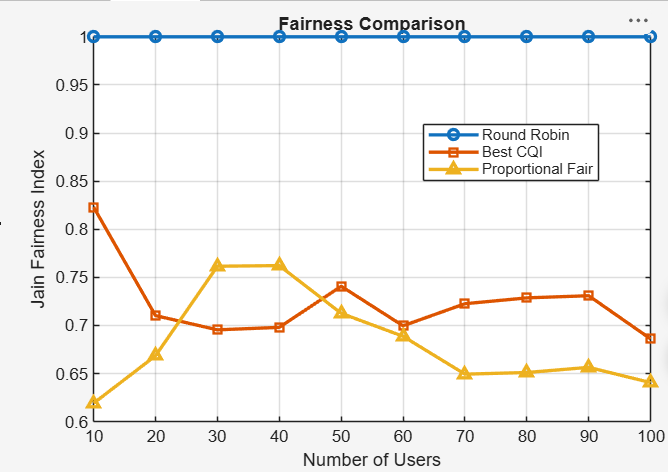 Fairness Comparison
1
0.95
0.9
0.85
0.8
0.75
0.7
0.65
0.6
Jain Fairness Index
Round Robin
Best CQI
Proportional Fair
10 20 30 40 50 60 70 80 90 100
Number of Users